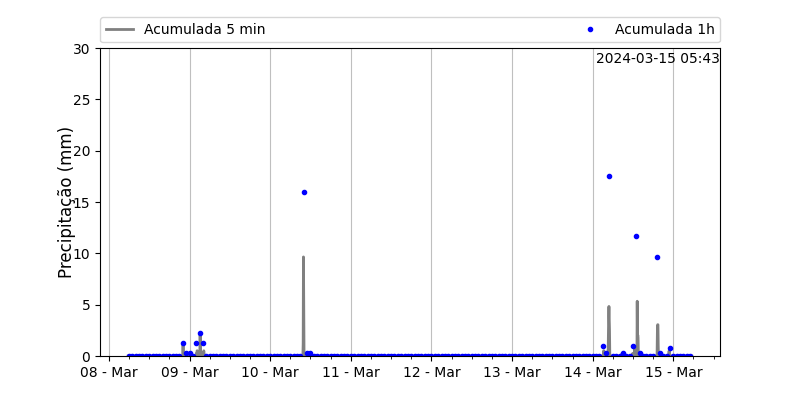 Acumulada 5 min
Acumulada 1h
2024-03-15 05:43
Precipitação (mm)
30
25
20
15
10
5
0
08 - Mar
09 - Mar
10 - Mar
11 - Mar
12 - Mar
13 - Mar
14 - Mar
15 - Mar